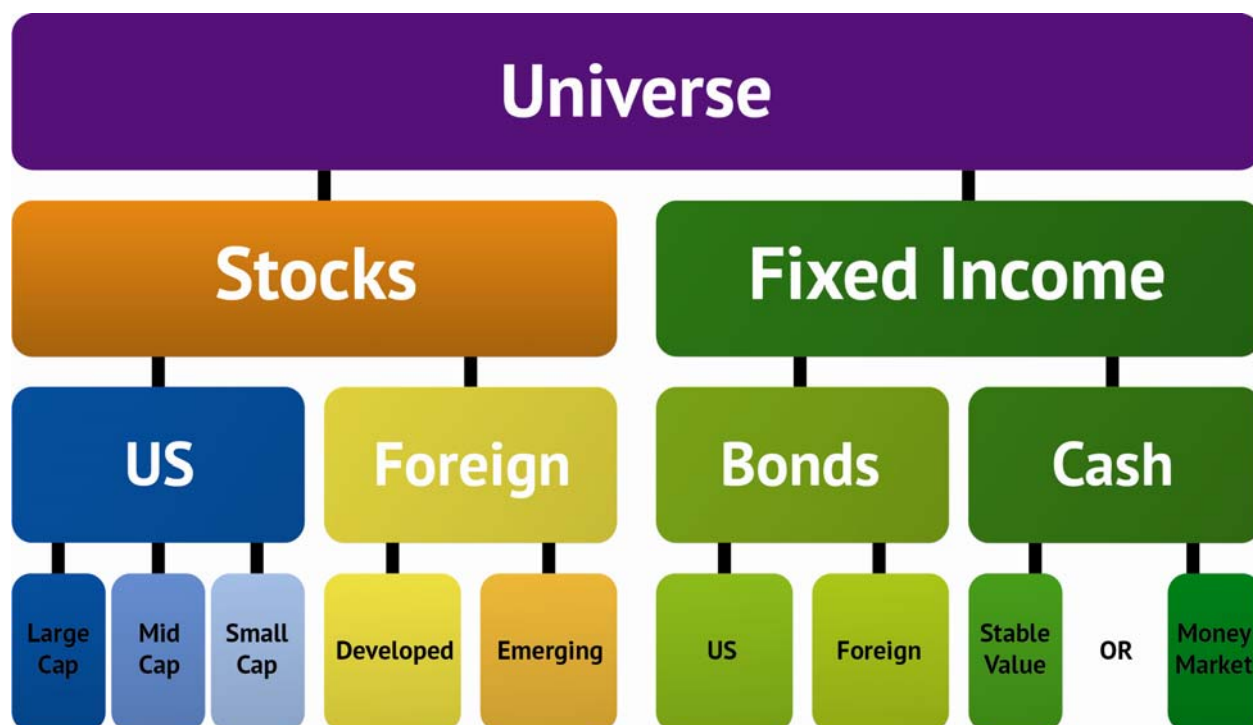 Universe
Stocks
Fixed Income
US
Foreign
Bonds
Cash
Large
Cap
Mid
Cap
Small
Cap
Developed
Emerging
US
Foreign
Stable
Value
OR
Money
Market